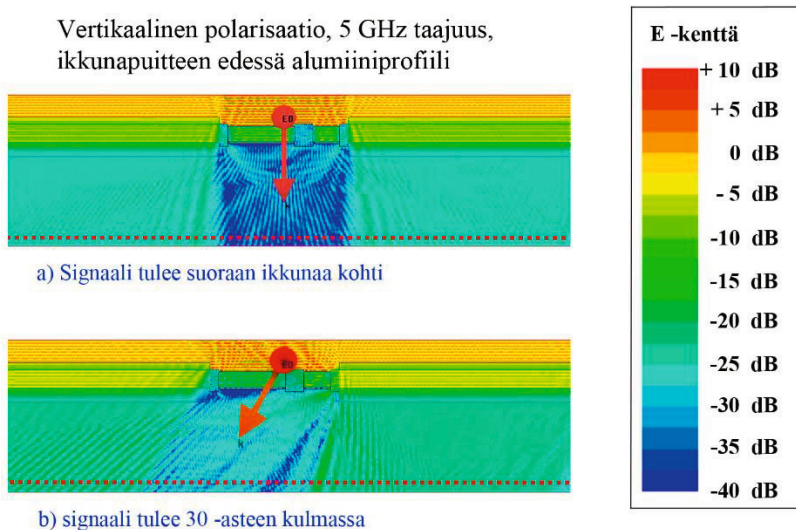 Vertikaalinen polarisaatio, 5 GHz taajuus,
ikkunapuitteen edessä alumiiniprofiili
E0
k
a) Signaali tulee suoraan ikkunaa kohti
E0
k
b) signaali tulee 30 -asteen kulmassa
E -kenttä
+ 10 dB
+ 5 dB
0 dB
- 5 dB
-10 dB
-15 dB
-20 dB
-25 dB
-30 dB
-35 dB
-40 dB